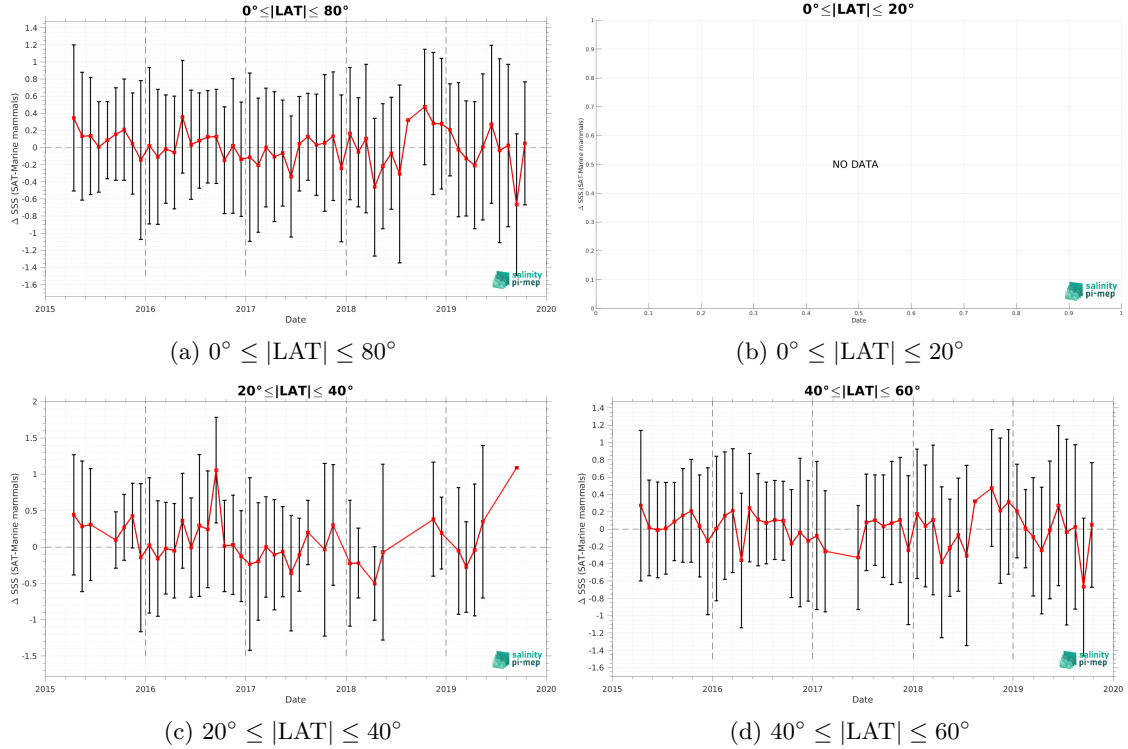 0°≤|LAT|≤ 80°
Δ SSS (SAT-Marine mammals)
1.4
1.2
1
0.8
0.6
0.4
0.2
0
-0.2
-0.4
-0.6
-0.8
-1
-1.2
-1.4
-1.6
2015 2016 2017 2018 2019 2020
Date
salinity
pi-mep
(a) 0° ≤ |LAT| ≤ 80°
0°≤|LAT|≤ 20°
Δ SSS (SAT-Marine mammals)
1
0.9
0.8
0.7
0.6
0.5
0.4
0.3
0.2
0.1
0
NO DATA
0 0.1 0.2 0.3 0.4 0.5 0.6 0.7 0.8 0.9 1
Date
salinity
pi-mep
(b) 0° ≤ |LAT| ≤ 20°
20°≤|LAT|≤ 40°
Δ SSS (SAT-Marine mammals)
2
1.5
1
0.5
0
-0.5
-1
-1.5
2015 2016 2017 2018 2019 2020
Date
salinity
pi-mep
(c) 20° ≤ |LAT| ≤ 40°
40°≤|LAT|≤ 60°
Δ SSS (SAT-Marine mammals)
1.4
1.2
1
0.8
0.6
0.4
0.2
0
-0.2
-0.4
-0.6
-0.8
-1
-1.2
-1.4
-1.6
2015 2016 2017 2018 2019 2020
Date
salinity
pi-mep
(d) 40° ≤ |LAT| ≤ 60°